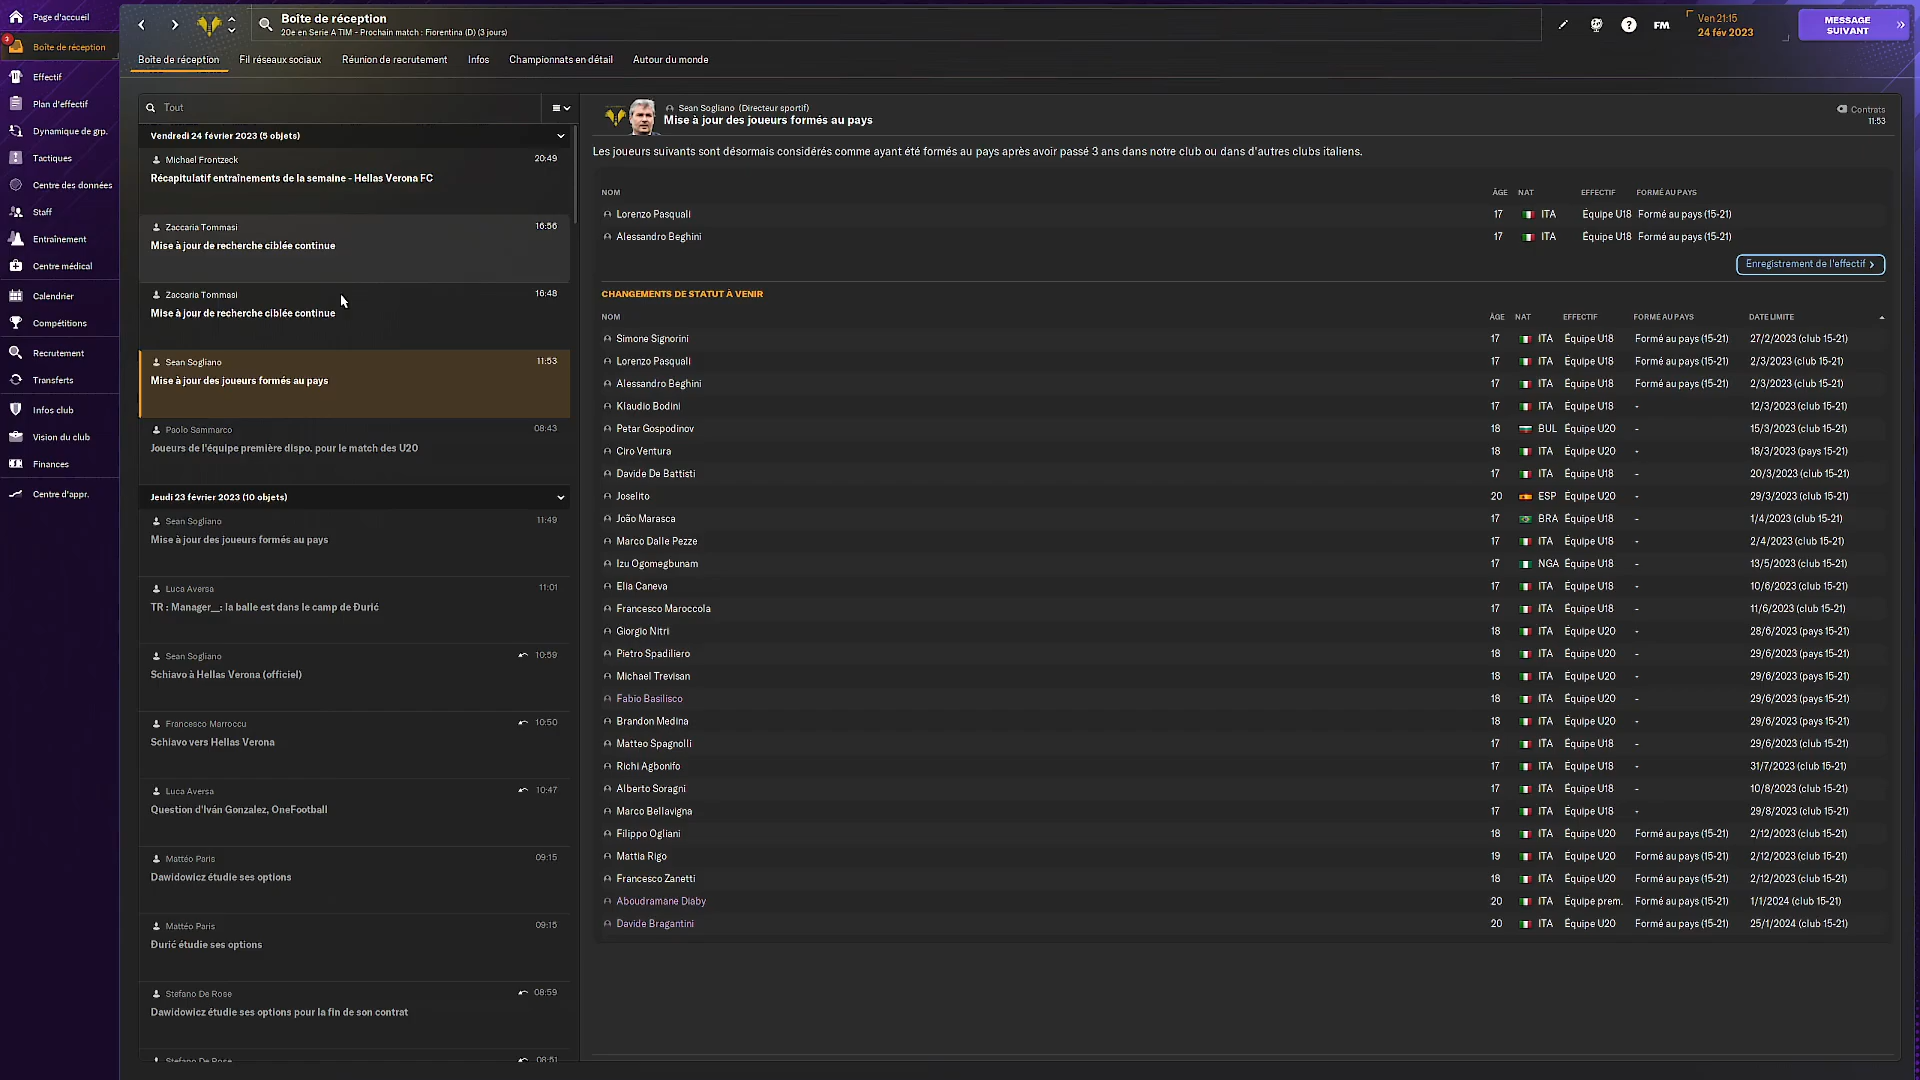 Page d'accueil
3
Boîte de réception
Effectif
Plan d'effectif
Dynamique de grp.
Tactiques
Centre des données
Staff
Entraînement
Centre médical
Calendrier
Compétitions
Recrutement
Transferts
Infos club
Vision du club
Finances
Centre d'appr.
Boîte de réception
20e en Serie A TIM - Prochain match : Fiorentina (D) (3 jours)
?
FM
Ven 21:15
24 fév 2023
MESSAGE SUIVANT
Boîte de réception
Fil réseaux sociaux
Réunion de recrutement
Infos
Championnats en détail
Autour du monde
Tout
Vendredi 24 février 2023 (5 objets)
Michael Frontzeck 20:49
Récapitulatif entraînements de la semaine - Hellas Verona FC
Zaccaria Tommasi 16:56
Mise à jour de recherche ciblée continue
Zaccaria Tommasi 16:48
Mise à jour de recherche ciblée continue
Sean Sogliano 11:53
Mise à jour des joueurs formés au pays
Paolo Sammarco 08:43
Joueurs de l'équipe première dispo. pour le match des U20
Jeudi 23 février 2023 (10 objets)
Sean Sogliano 11:49
Mise à jour des joueurs formés au pays
Luca Aversa 11:01
TR : Manager__: la balle est dans le camp de Đurić
Sean Sogliano 10:59
Schiavo à Hellas Verona (officiel)
Francesco Marroccu 10:50
Schiavo vers Hellas Verona
Luca Aversa 10:47
Question d'Iván Gonzalez, OneFootball
Mattéo Paris 09:15
Dawidowicz étudie ses options
Mattéo Paris 09:15
Đurić étudie ses options
Stefano De Rose 08:59
Dawidowicz étudie ses options pour la fin de son contrat
Stefano De Rose 08:51
Sean Sogliano (Directeur sportif)
Mise à jour des joueurs formés au pays
Contrats
11:53
Les joueurs suivants sont désormais considérés comme ayant été formés au pays après avoir passé 3 ans dans notre club ou dans d'autres clubs italiens.
NOM ÂGE NAT EFFECTIF FORMÉ AU PAYS
Lorenzo Pasquali 17 ITA Équipe U18 Formé au pays (15-21)
Alessandro Beghini 17 ITA Équipe U18 Formé au pays (15-21)
Enregistrement de l'effectif
CHANGEMENTS DE STATUT À VENIR
NOM ÂGE NAT EFFECTIF FORMÉ AU PAYS DATE LIMITE
Simone Signorini 17 ITA Équipe U18 Formé au pays (15-21) 27/2/2023 (club 15-21)
Lorenzo Pasquali 17 ITA Équipe U18 Formé au pays (15-21) 2/3/2023 (club 15-21)
Alessandro Beghini 17 ITA Équipe U18 Formé au pays (15-21) 2/3/2023 (club 15-21)
Klaudio Bodini 17 ITA Équipe U18 - 12/3/2023 (club 15-21)
Petar Gospodinov 18 BUL Équipe U20 - 15/3/2023 (club 15-21)
Ciro Ventura 18 ITA Équipe U20 - 18/3/2023 (pays 15-21)
Davide De Battisti 17 ITA Équipe U18 - 20/3/2023 (club 15-21)
Joselito 20 ESP Équipe U20 - 29/3/2023 (club 15-21)
João Marasca 17 BRA Équipe U18 - 1/4/2023 (club 15-21)
Marco Dalle Pezze 17 ITA Équipe U18 - 2/4/2023 (club 15-21)
Izu Ogomegbunam 17 NGA Équipe U18 - 13/5/2023 (club 15-21)
Elia Caneva 17 ITA Équipe U18 - 10/6/2023 (club 15-21)
Francesco Maroccola 17 ITA Équipe U18 - 11/6/2023 (club 15-21)
Giorgio Nitri 18 ITA Équipe U20 - 28/6/2023 (pays 15-21)
Pietro Spadiliero 18 ITA Équipe U20 - 29/6/2023 (pays 15-21)
Michael Trevisan 18 ITA Équipe U20 - 29/6/2023 (pays 15-21)
Fabio Basilisco 18 ITA Équipe U20 - 29/6/2023 (pays 15-21)
Brandon Medina 18 ITA Équipe U20 - 29/6/2023 (pays 15-21)
Matteo Spagnolli 17 ITA Équipe U18 - 29/6/2023 (club 15-21)
Richi Agbonifo 17 ITA Équipe U18 - 31/7/2023 (club 15-21)
Alberto Soragni 17 ITA Équipe U18 - 10/8/2023 (club 15-21)
Marco Bellavigna 17 ITA Équipe U18 - 29/8/2023 (club 15-21)
Filippo Ogliani 18 ITA Équipe U20 Formé au pays (15-21) 2/12/2023 (club 15-21)
Mattia Rigo 19 ITA Équipe U20 Formé au pays (15-21) 2/12/2023 (club 15-21)
Francesco Zanetti 18 ITA Équipe U20 Formé au pays (15-21) 2/12/2023 (club 15-21)
Aboudramane Diaby 20 ITA Équipe prem. Formé au pays (15-21) 1/1/2024 (club 15-21)
Davide Bragantini 20 ITA Équipe U20 Formé au pays (15-21) 25/1/2024 (club 15-21)